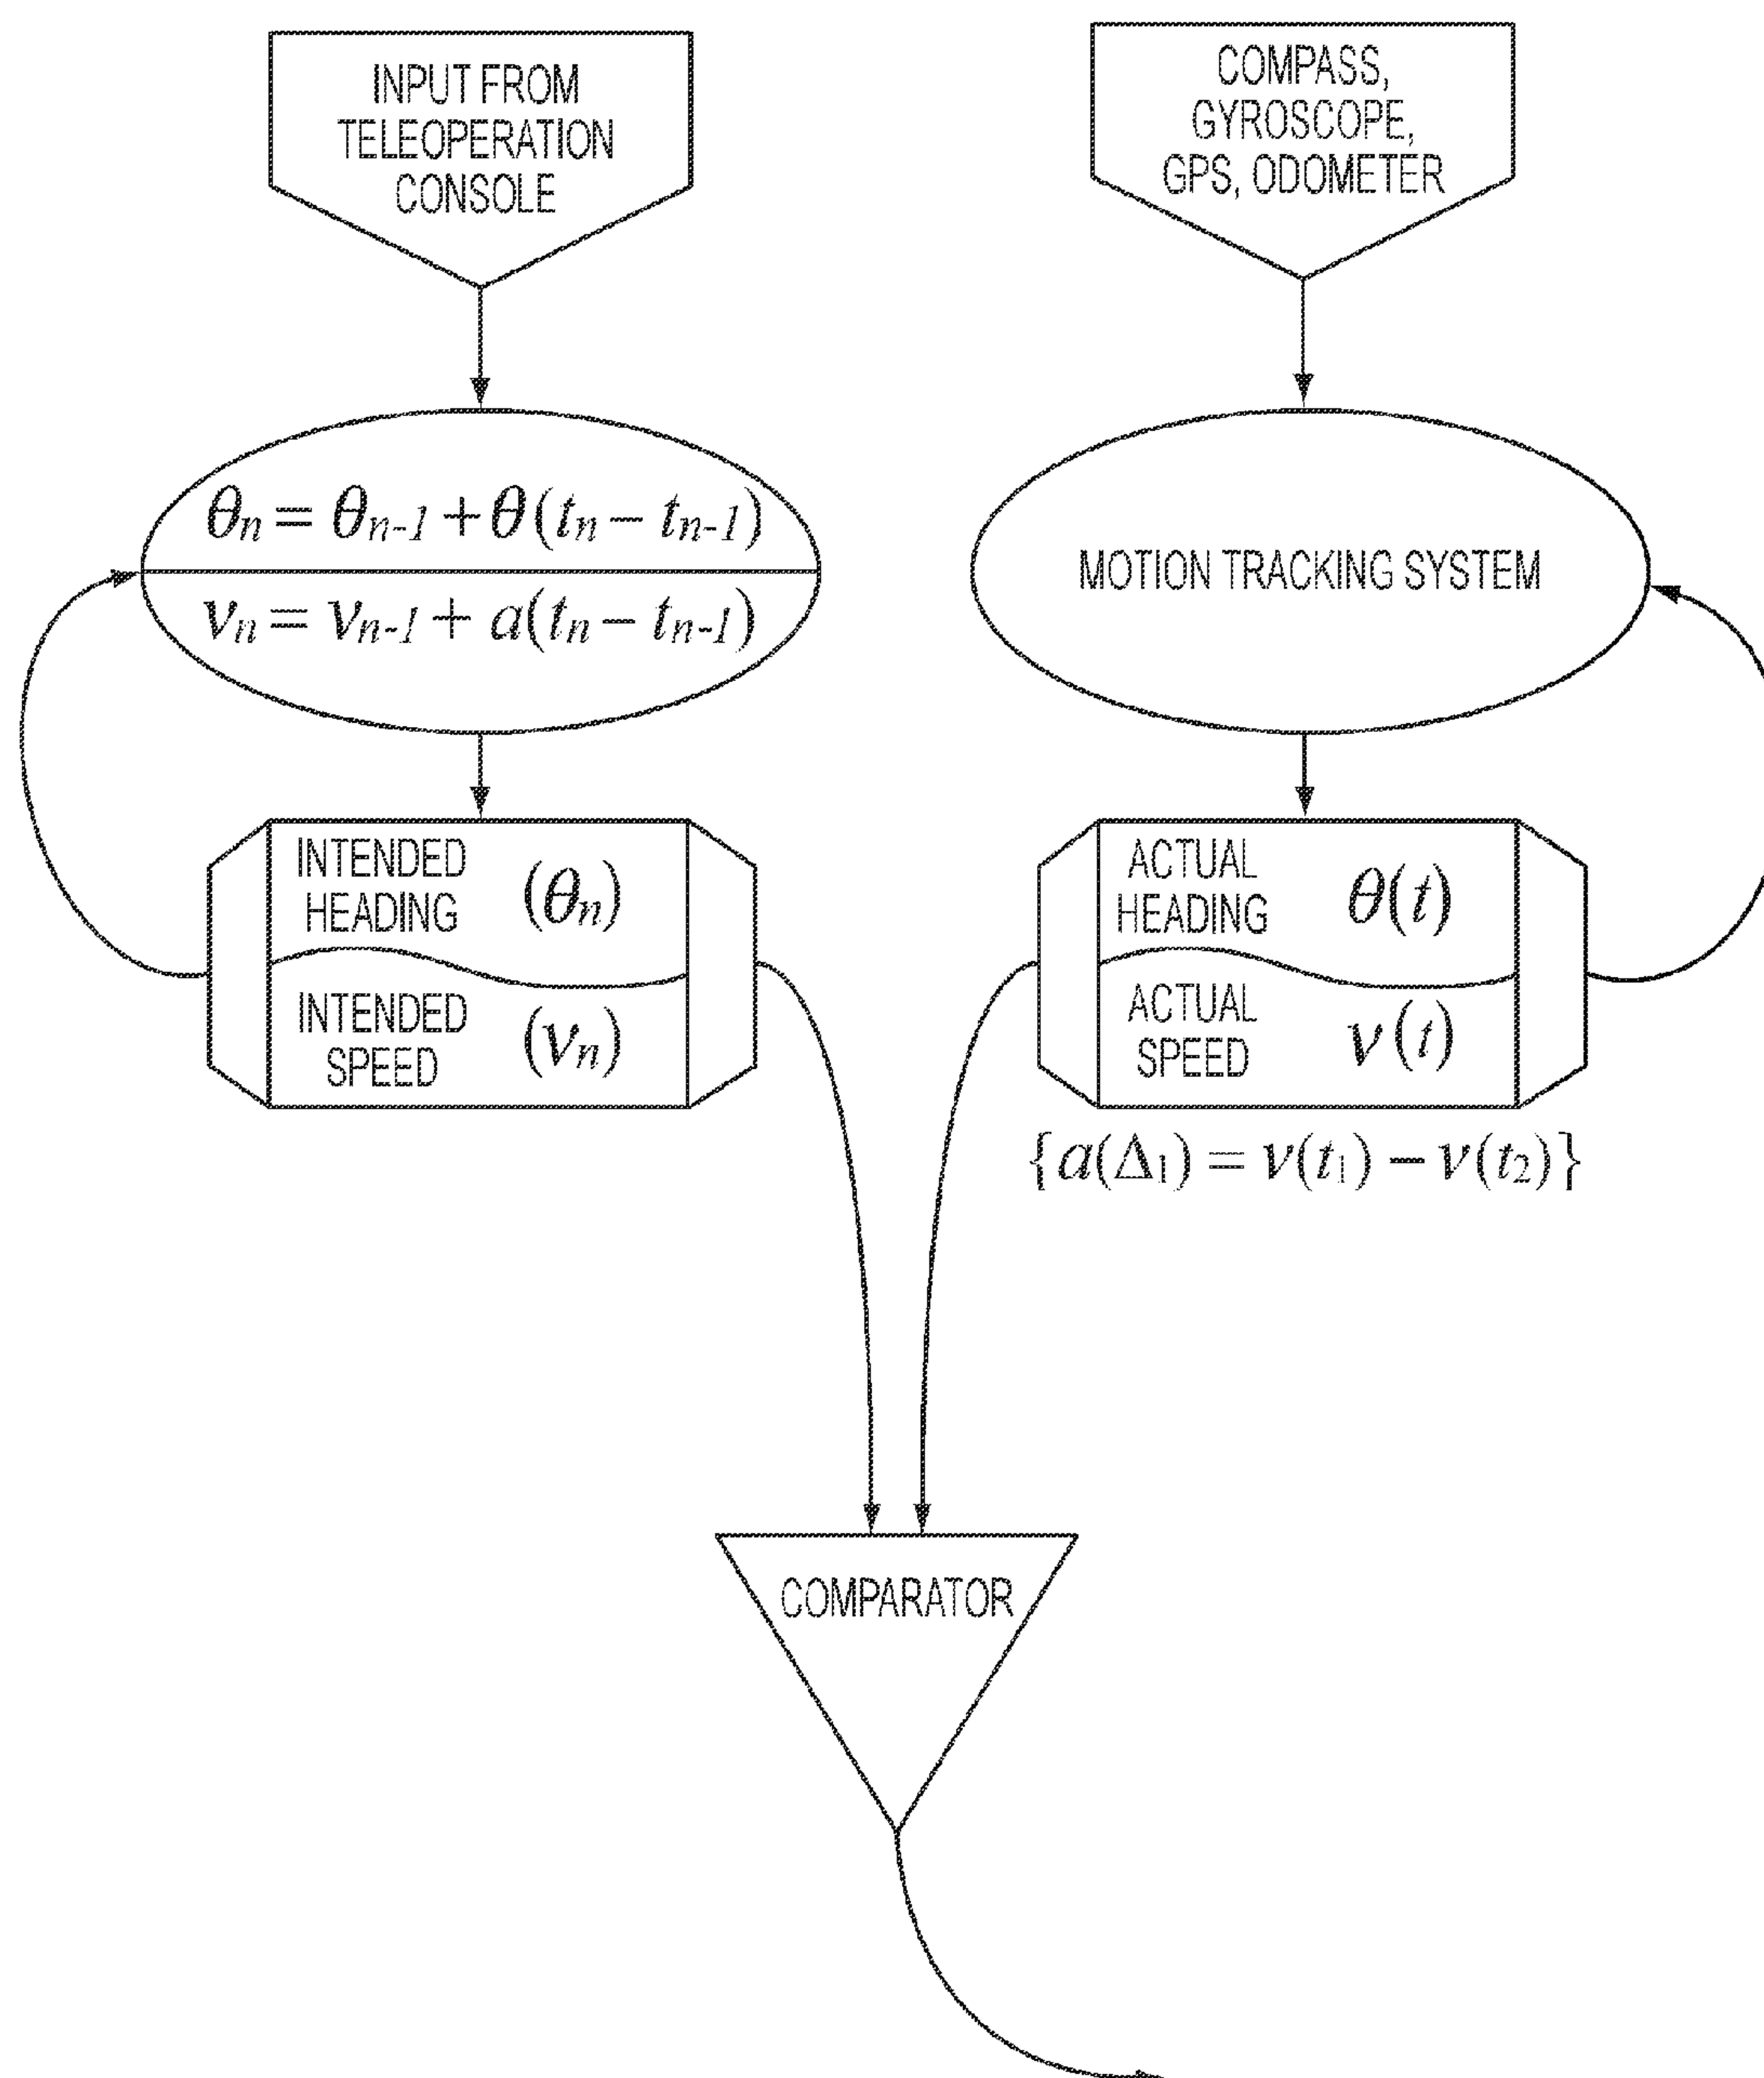 INPUT FROM
TELEOPERATION
CONSOLE
COMPASS,
GYROSCOPE,
GPS, ODOMETER
θn = θn-1 + θ(tn – tn-1)
vn = vn-1 + a(tn – tn-1)
MOTION TRACKING SYSTEM
INTENDED
HEADING (θn)
INTENDED
SPEED (vn)
ACTUAL
HEADING θ(t)
ACTUAL
SPEED v(t)
{a(Δ1) = v(t1) – v(t2)}
COMPARATOR